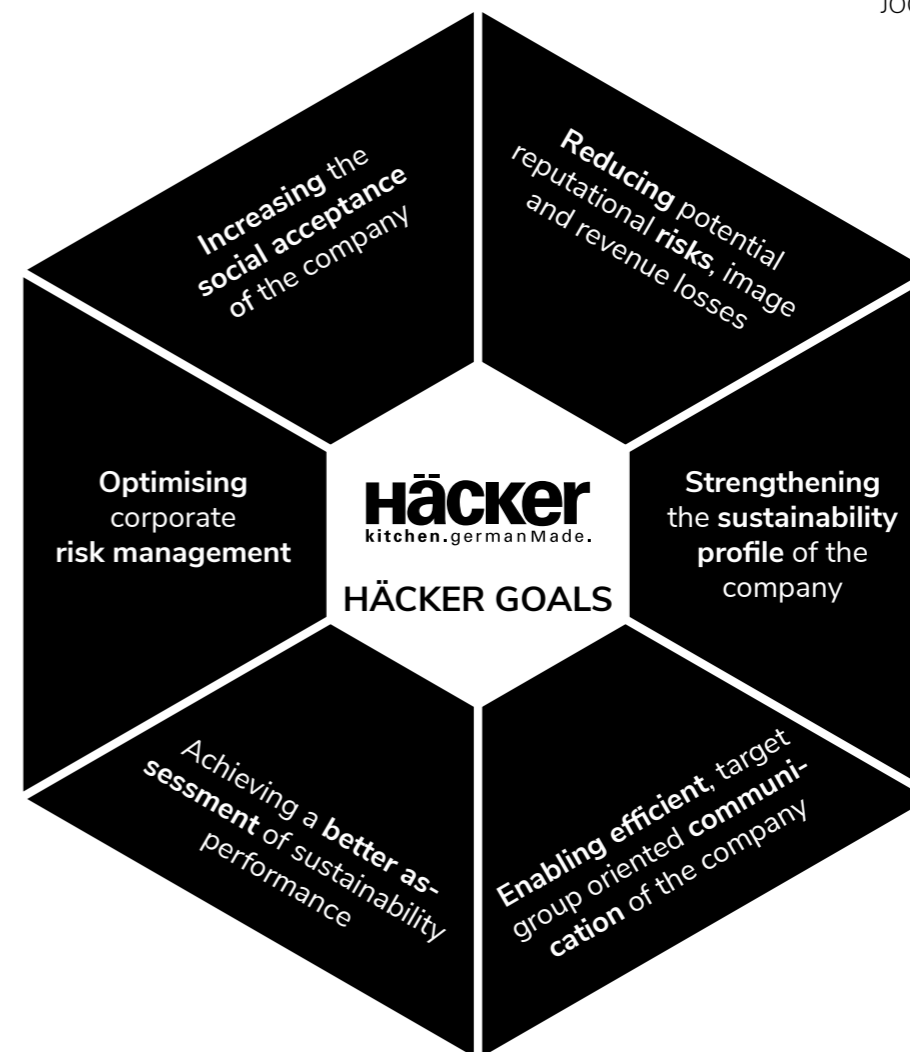 Increasing the
social acceptance
of the company
Reducing potential
reputational risks, image
and revenue losses
Optimising
corporate
risk management
Häcker
kitchen.germanMade.
HÄCKER GOALS
Strengthening
the sustainability
profile of the
company
Achieving a better as-
sessment of sustainability
performance
Enabling efficient, target
group oriented communi-
cation of the company